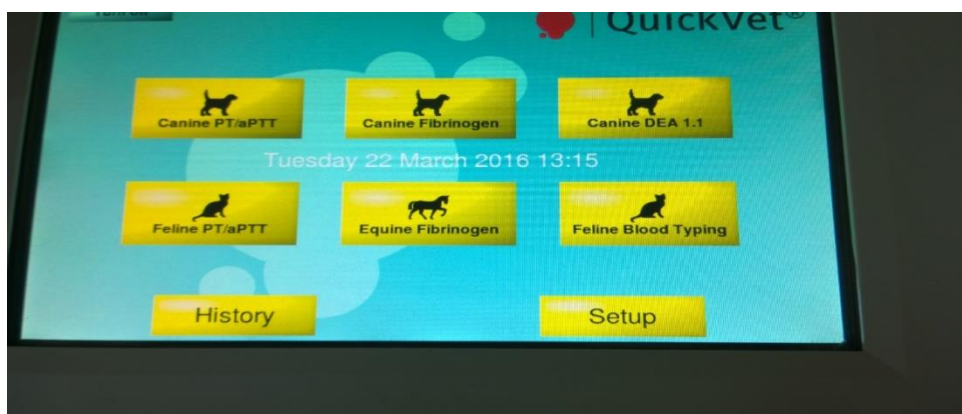 QuickVet®
Canine PT/aPTT
Canine Fibrinogen
Canine DEA 1.1
Tuesday 22 March 2016 13:15
Feline PT/aPTT
Equine Fibrinogen
Feline Blood Typing
History
Setup